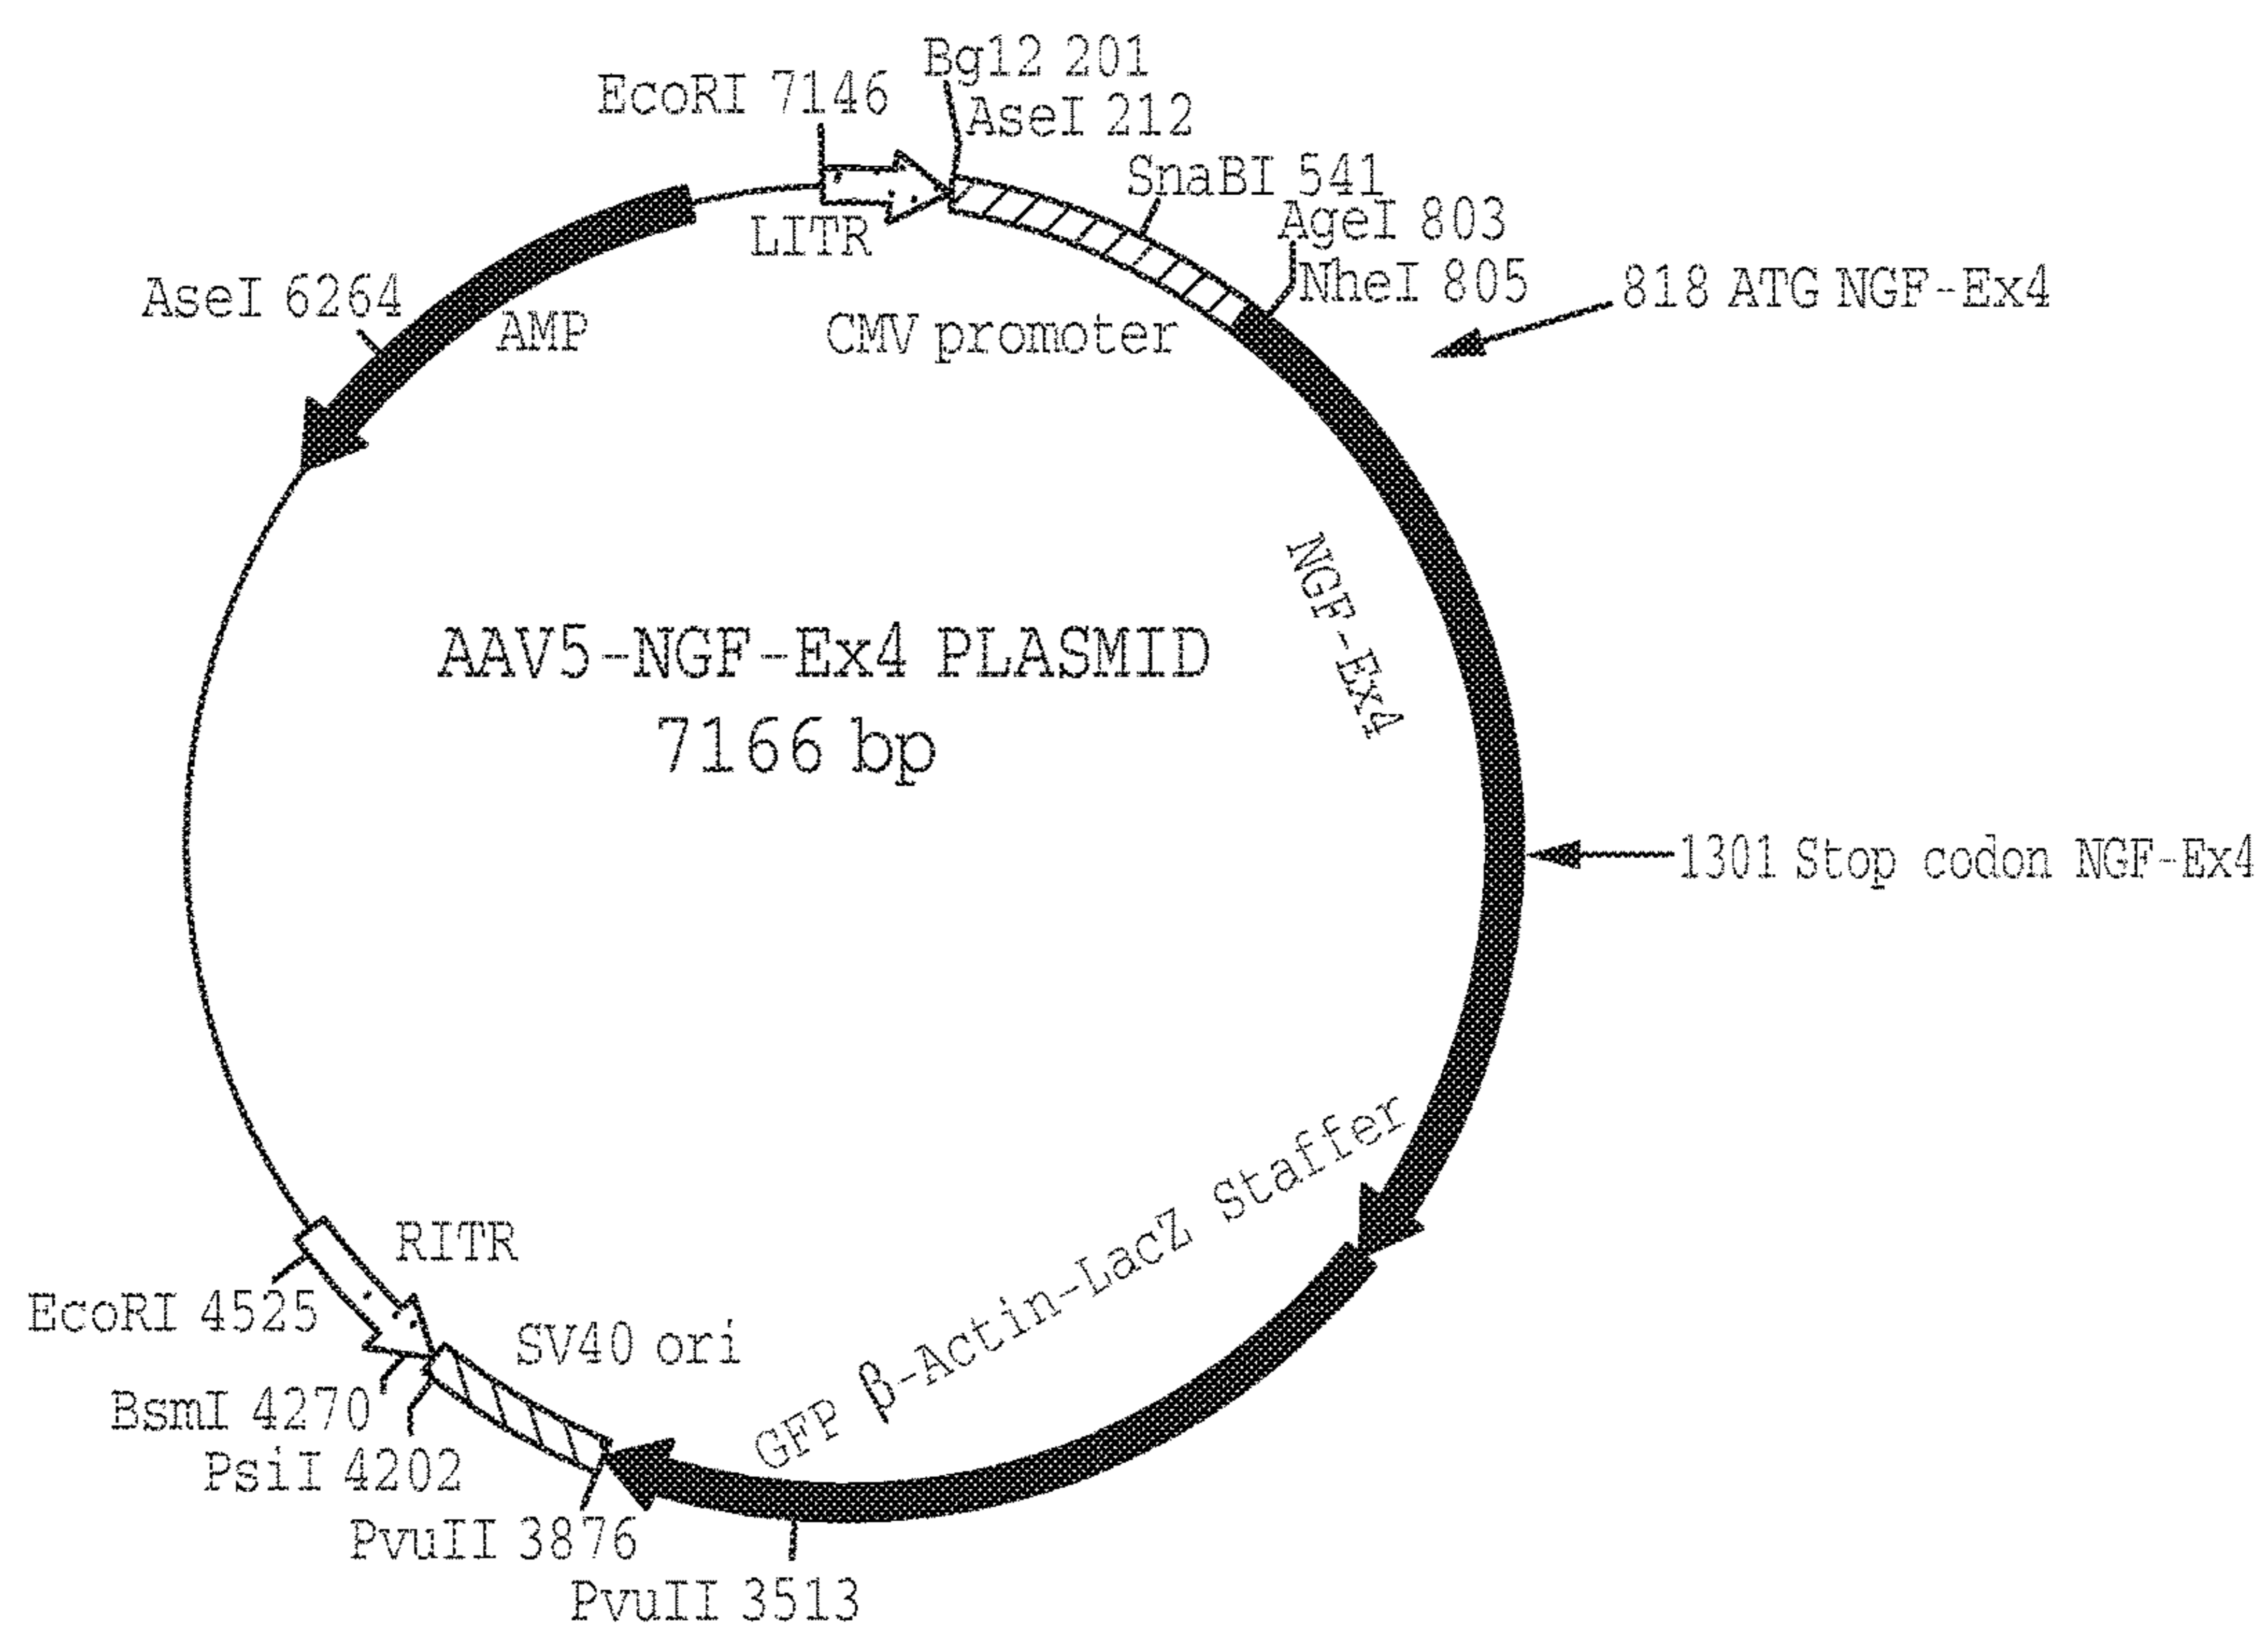 Bg12 201
EcoRI 7146
AseI 212
SnaBI 541
AgeI 803
LITR
NheI 805
818 ATG NGF-Ex4
AseI 6264
AMP
CMV promoter
NGF-Ex4
AAV5-NGF-Ex4 PLASMID
7166 bp
1301 Stop codon NGF-Ex4
RITR
EcoRI 4525
SV40 ori
GFP β-Actin-LacZ Staffer
BsmI 4270
PsiI 4202
PvuII 3876
PvuII 3513